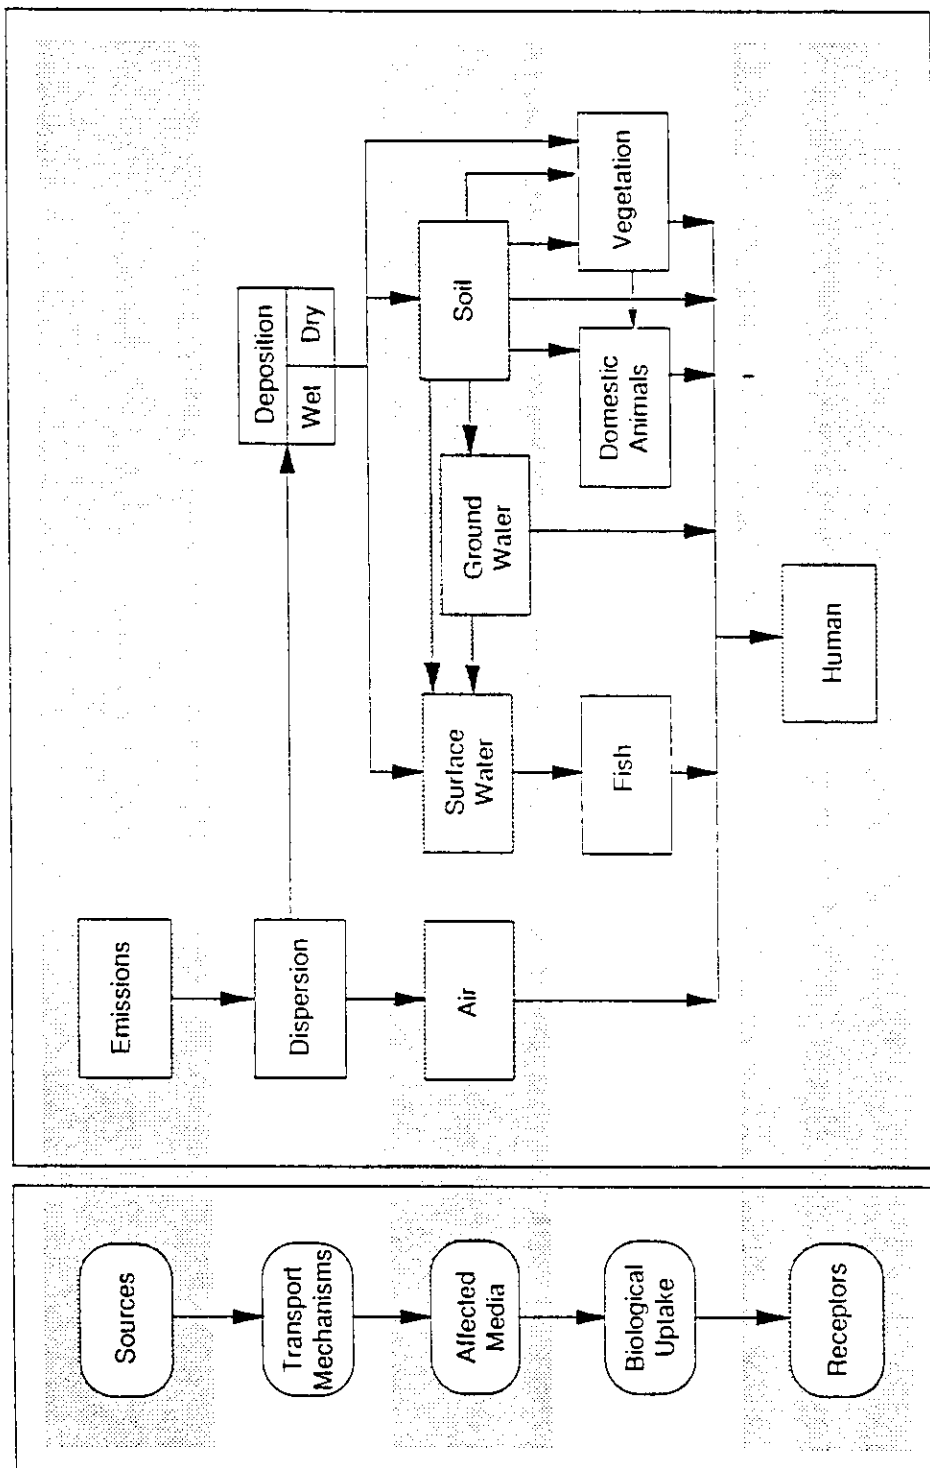 Sources
Transport
Mechanisms
Affected
Media
Biological
Uptake
Receptors
Emissions
Dispersion
Deposition
Wet
Dry
Air
Surface
Water
Ground
Water
Soil
Fish
Domestic
Animals
Vegetation
Human